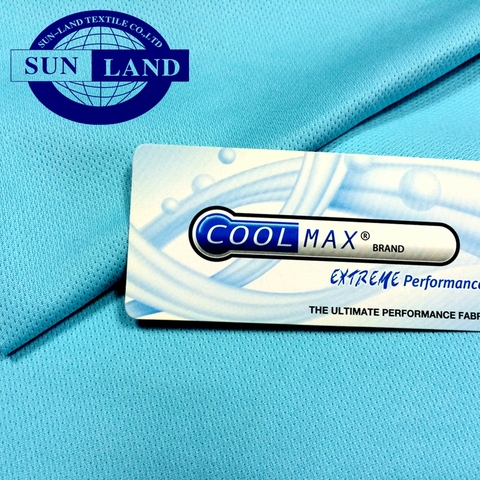 SUN-LAND TEXTILE CO.,LTD
SUN LAND
COOLMAX® BRAND
EXTREME Performance
THE ULTIMATE PERFORMANCE FABR